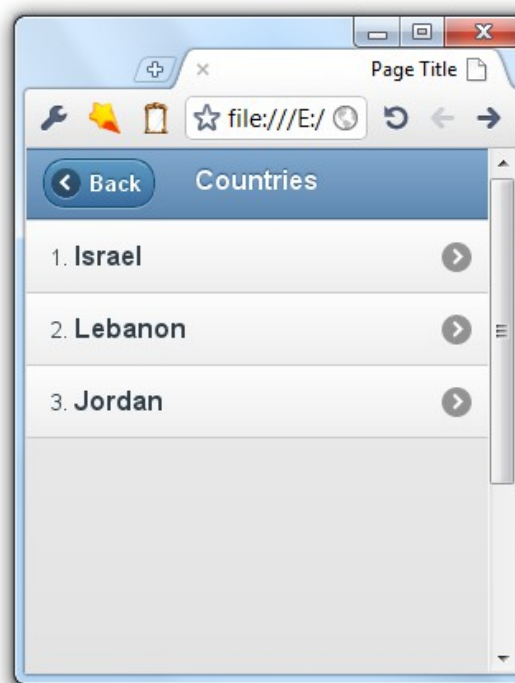 Page Title
file:///E:/
Back
Countries
1. Israel
2. Lebanon
3. Jordan